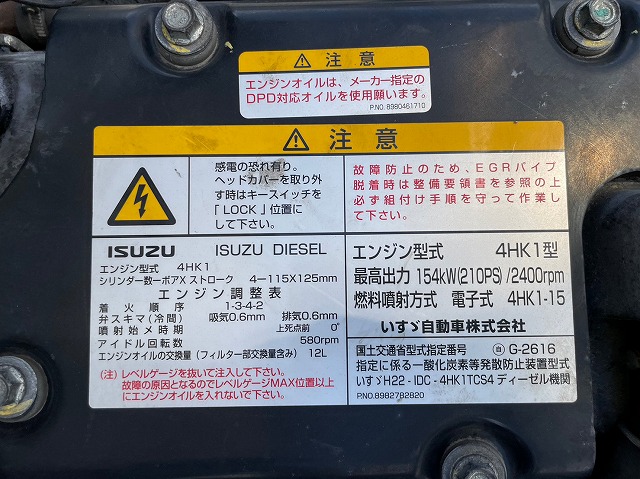 ⚠ 注意
エンジンオイルは、メーカー指定の
DPD対応オイルを使用願います。
P.NO. 8980461710
⚠ 注意
感電の恐れ有り。
ヘッドカバーを取り外
す時はキースイッチを
「LOCK」位置に
して下さい。
故障防止のため、EGRパイプ
脱着時は整備要領書を参照の上
必ず組付け手順を守って作業し
て下さい。
ISUZU ISUZU DIESEL
エンジン型式 4HK1
シリンダー数ーボアX ストローク 4ー115X125mm
エンジン調整表
着火順序 1-3-4-2
弁スキマ(冷間) 吸気0.6mm 排気0.6mm
噴射始メ時期 上死点前 0°
アイドル回転数 580rpm
エンジンオイルの交換量 (フィルター部交換量含み) 12L
(注) レベルゲージを抜いて注入して下さい。
故障の原因となるのでレベルゲージMAX位置以上
にエンジンオイルを入れないで下さい。
エンジン型式 4HK1型
最高出力 154kW(210PS)/2400rpm
燃料噴射方式 電子式 4HK1-15
いすゞ自動車株式会社
国土交通省型式指定番号 自 G-2616
指定に係る一酸化炭素等発散防止装置型式
いすゞH22-IDC-4HK1TCS4 ディーゼル機関
P.NO.8982782820